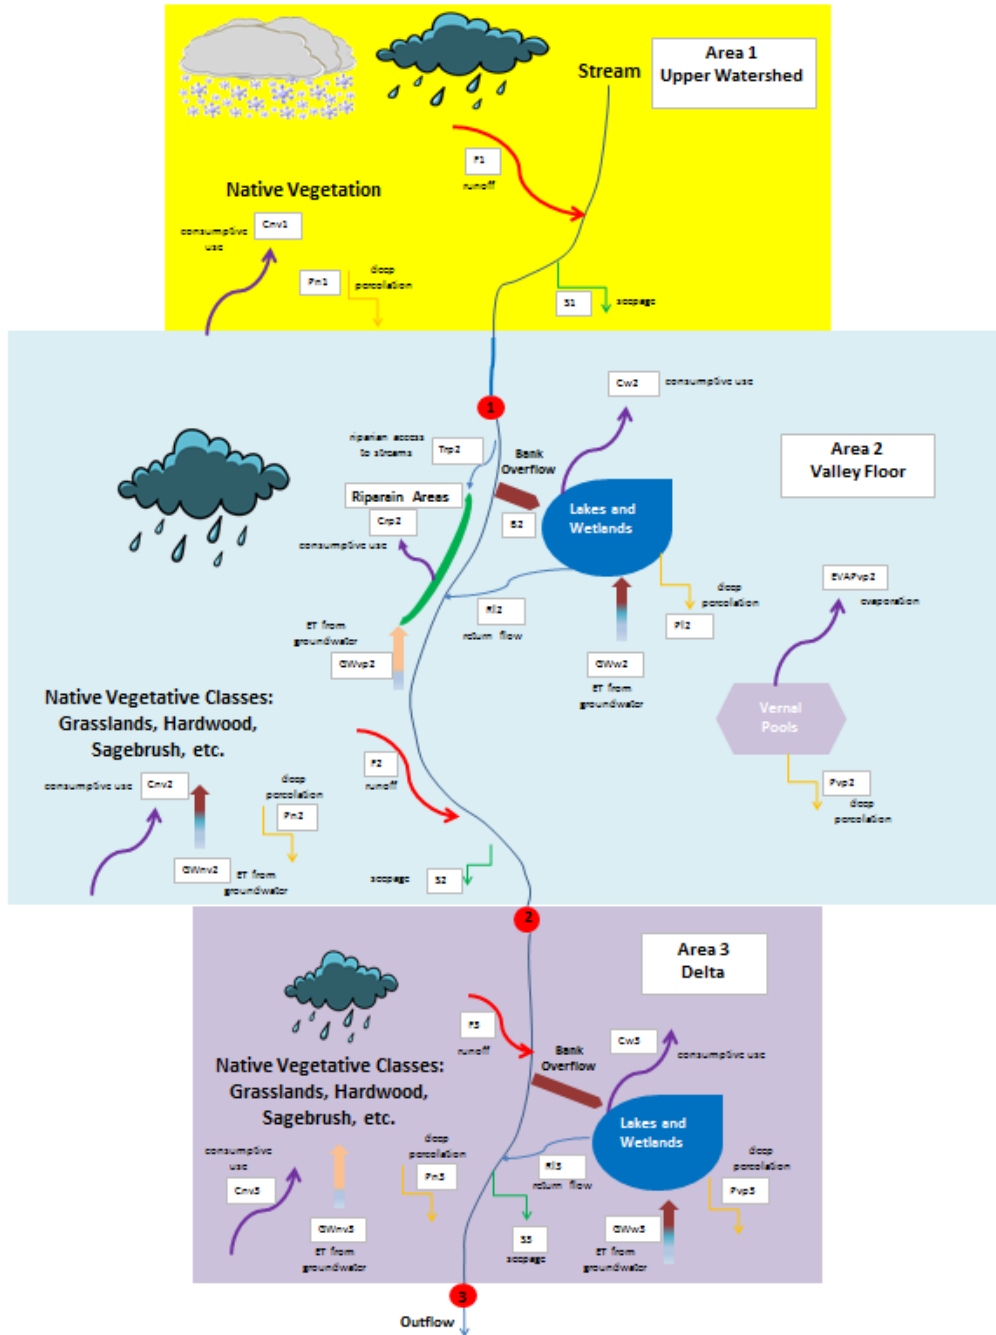 Area 1
Upper Watershed
Stream
F1
runoff
Native Vegetation
Cnv1
consumptive
use
Pn1
deep
percolation
S1
seepage
1
Cw2
consumptive use
riparian access
to streams
Trp2
Bank
Overflow
Area 2
Valley Floor
Riparain Areas
Crp2
consumptive use
B2
Lakes and
Wetlands
EVAPvp2
evaporation
deep
percolation
Pl2
Rl2
return flow
ET from
groundwater
GWvp2
GWw2
ET from
groundwater
Native Vegetative Classes:
Grasslands, Hardwood,
Sagebrush, etc.
Vernal
Pools
F2
runoff
consumptive use
Cnv2
deep
percolation
Pn2
Pvp2
deep
percolation
GWnv2
ET from
groundwater
seepage
S2
2
Area 3
Delta
F3
runoff
Bank
Overflow
Cw3
consumptive use
Native Vegetative Classes:
Grasslands, Hardwood,
Sagebrush, etc.
Lakes and
Wetlands
consumptive
use
Cnv3
deep
percolation
Pn3
Rl3
return flow
deep
percolation
Pvp3
GWnv3
ET from
groundwater
S3
seepage
GWw3
ET from
groundwater
3
Outflow